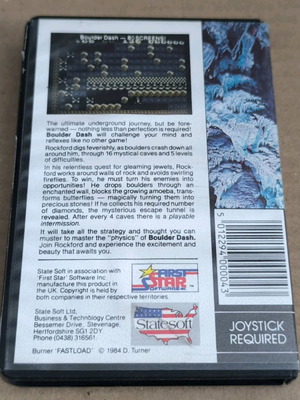 Boulder Dash – 8(SCREENS)
The ultimate underground journey, but be fore-
warned — nothing less than perfection is required!
Boulder Dash will challenge your mind and
reflexes like no other game!
Rockford digs feverishly, as boulders crash down all
around him, through 16 mystical caves and 5 levels
of difficulties.
In his relentless quest for gleaming jewels, Rock-
ford works around walls of rock and avoids swirling
fireflies. To win, he must turn his enemies into
opportunities! He drops boulders through an
enchanted wall, blocks the growing amoeba, trans-
forms butterflies — magically turning them into
precious stones! If he collects his required number
of diamonds, the mysterious escape funnel is
revealed. After every 4 caves there is a playable
intermission.
It will take all the strategy and thought you can
muster to master the "physics" of Boulder Dash.
Join Rockford and experience the excitement and
beauty that awaits you.
State Soft in association with
'First Star' Software Inc.
manufacture this product in
the U.K. Copyright is held by
both companies in their respective territories.
FIRST
STAR
SOFTWARE
State Soft Ltd,
Business & Technology Centre
Bessemer Drive, Stevenage,
Hertfordshire SG1 2DY
Phone (0438) 316561.
Statesoft
Burner 'FASTLOAD' © 1984 D. Turner
5 012294 000043
JOYSTICK
REQUIRED